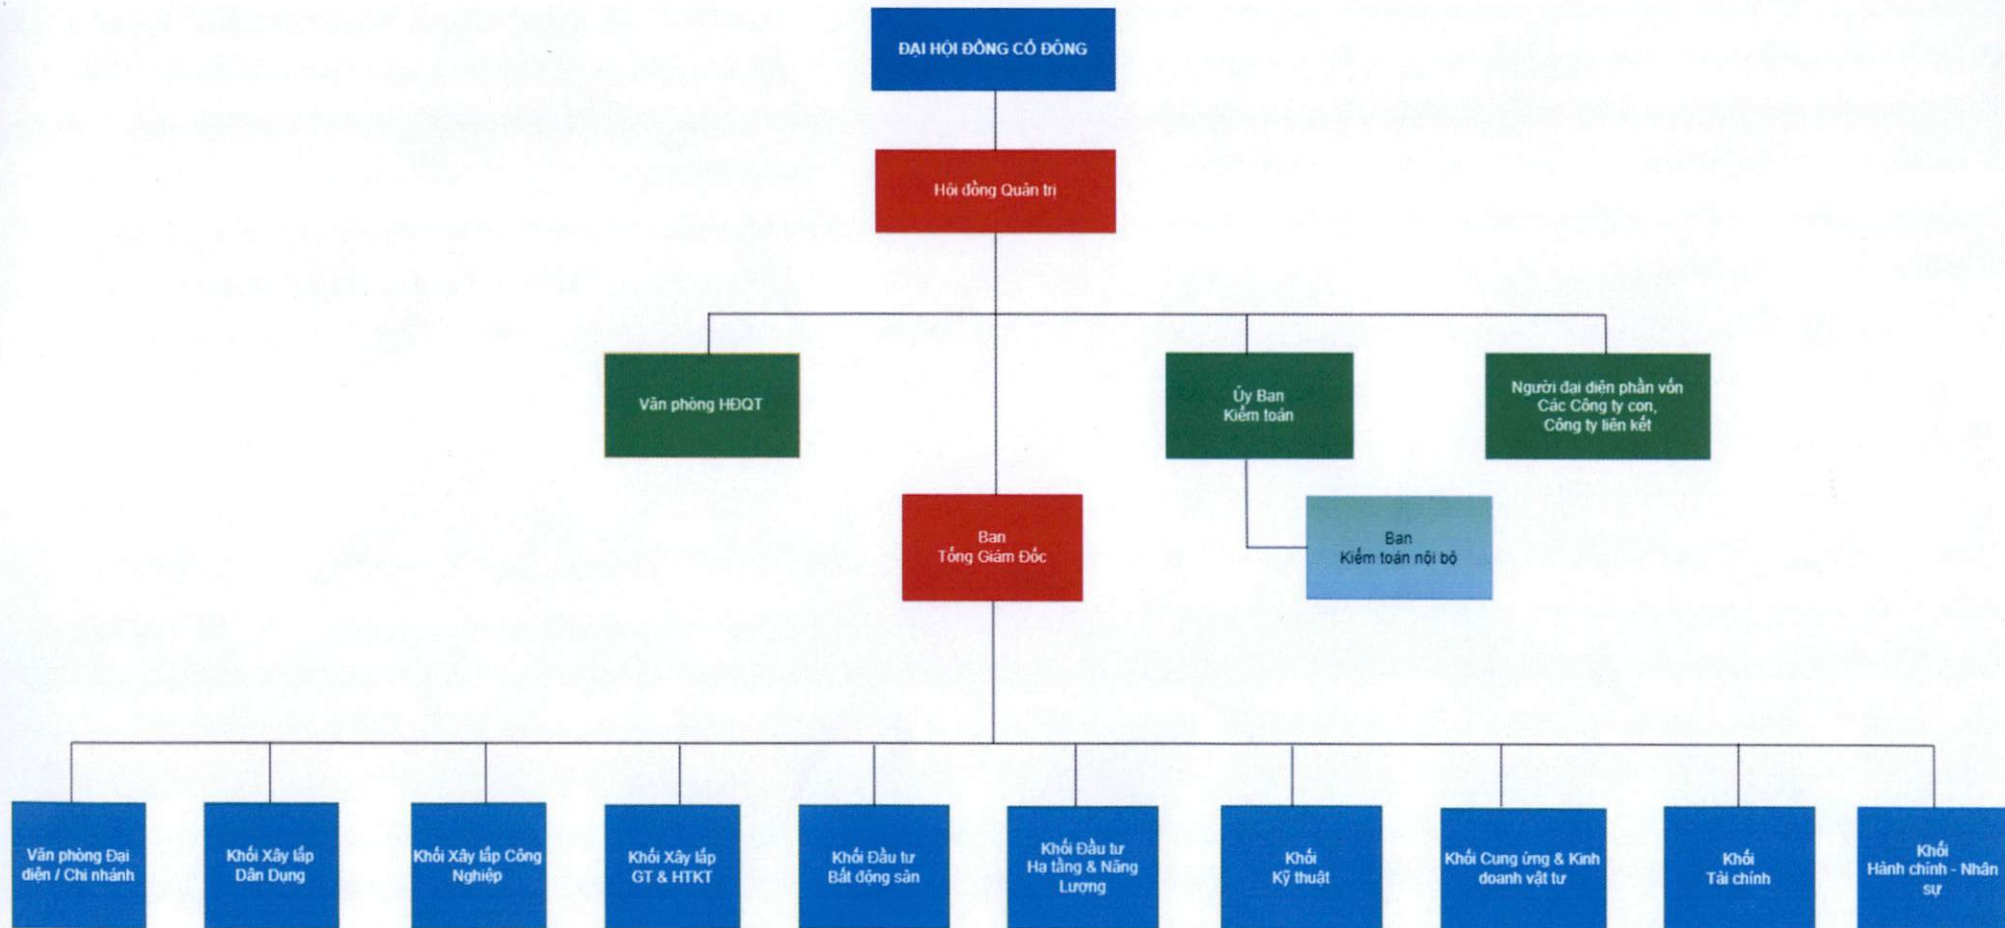 ĐẠI HỘI ĐỒNG CỔ ĐÔNG
Hội đồng Quản trị
Văn phòng HĐQT
Ủy Ban
Kiểm toán
Người đại diện phần vốn
Các Công ty con,
Công ty liên kết
Ban
Tổng Giám Đốc
Ban
Kiểm toán nội bộ
Văn phòng Đại
diện / Chi nhánh
Khối Xây lắp
Dân Dụng
Khối Xây lắp Công
Nghiệp
Khối Xây lắp
GT & HTKT
Khối Đầu tư
Bất động sản
Khối Đầu tư
Hạ tầng & Năng
Lượng
Khối
Kỹ thuật
Khối Cung ứng & Kinh
doanh vật tư
Khối
Tài chính
Khối
Hành chính - Nhân
sự